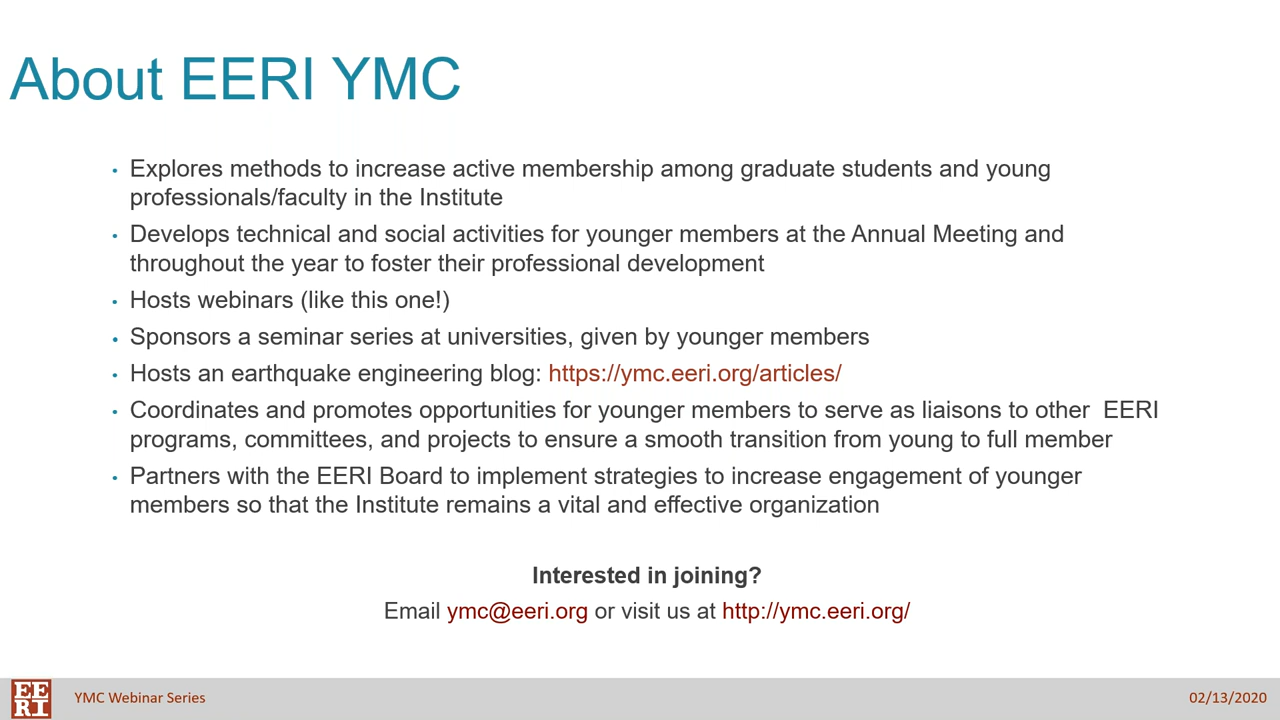 About EERI YMC
• Explores methods to increase active membership among graduate students and young
professionals/faculty in the Institute
• Develops technical and social activities for younger members at the Annual Meeting and
throughout the year to foster their professional development
• Hosts webinars (like this one!)
• Sponsors a seminar series at universities, given by younger members
• Hosts an earthquake engineering blog: https://ymc.eeri.org/articles/
• Coordinates and promotes opportunities for younger members to serve as liaisons to other  EERI
programs, committees, and projects to ensure a smooth transition from young to full member
• Partners with the EERI Board to implement strategies to increase engagement of younger
members so that the Institute remains a vital and effective organization
Interested in joining?
Email ymc@eeri.org or visit us at http://ymc.eeri.org/
EE
RI
YMC Webinar Series
02/13/2020